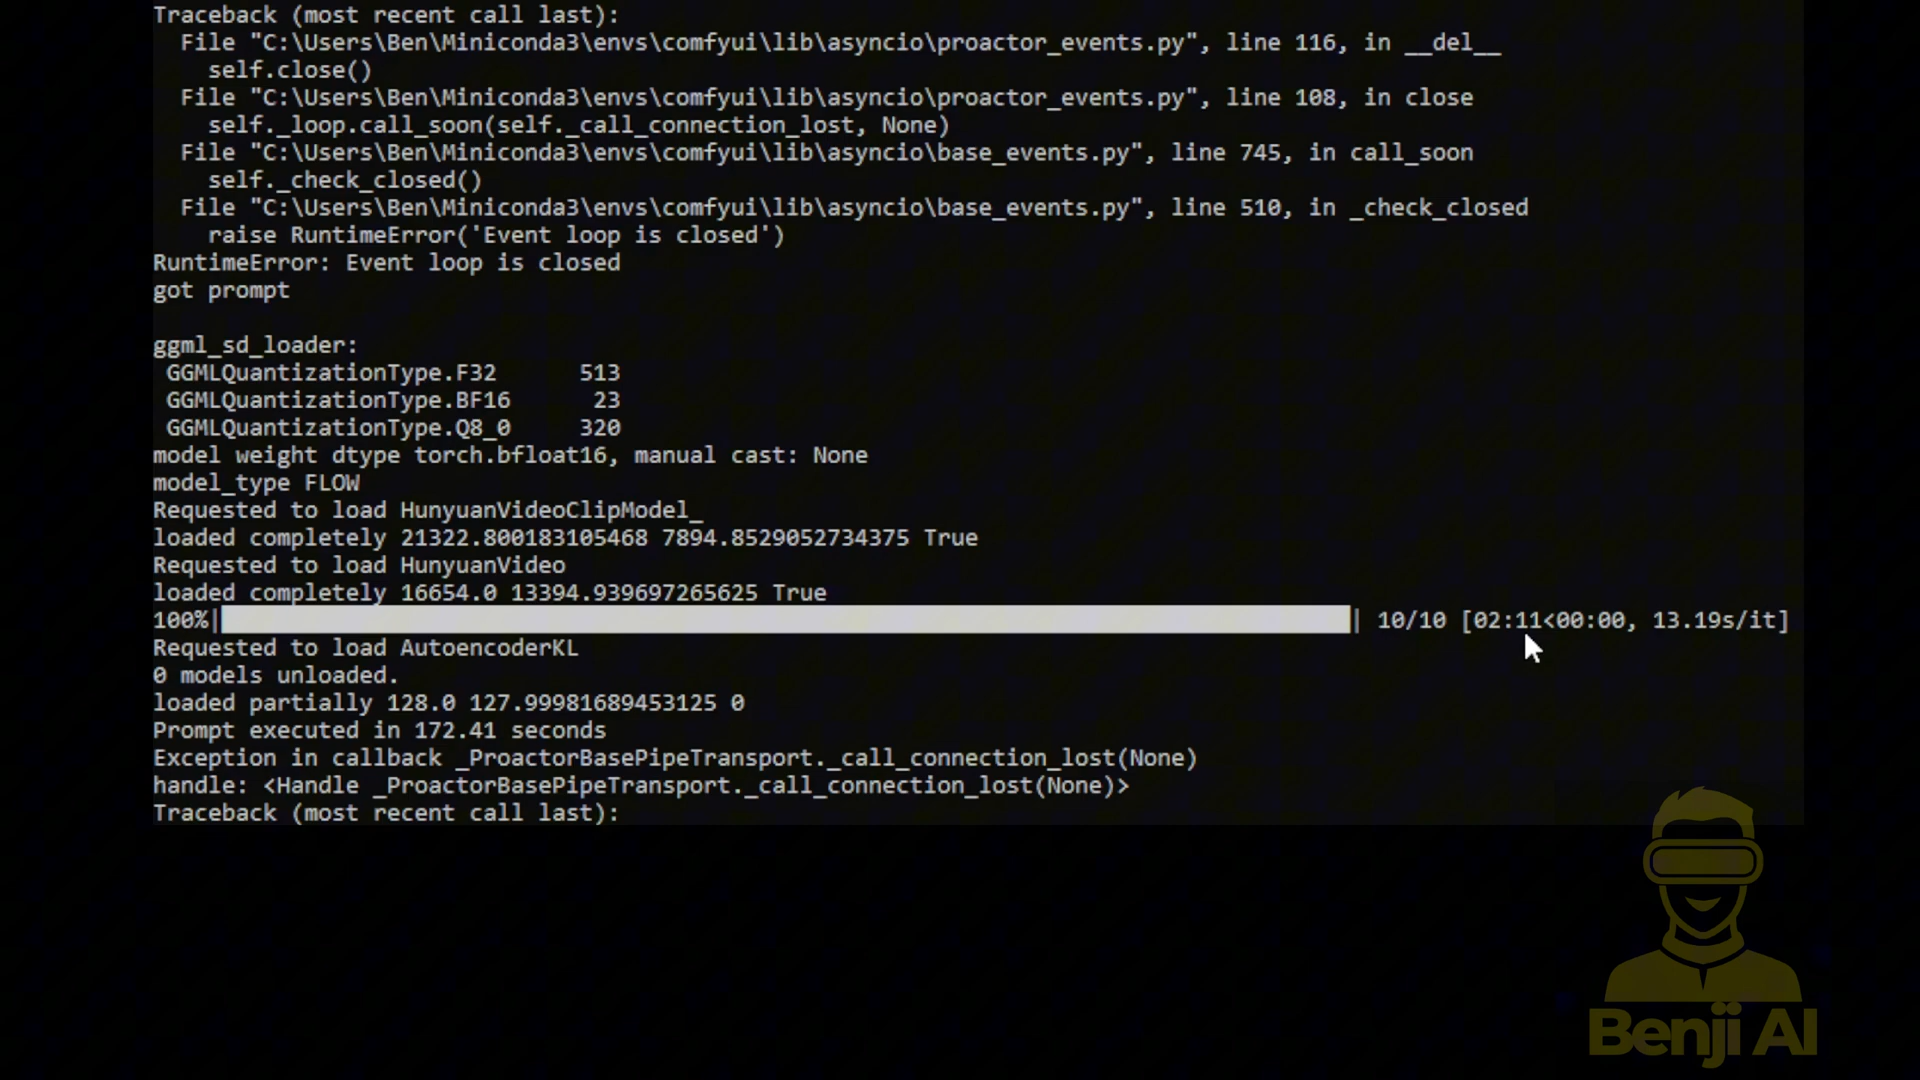 Traceback (most recent call last):
  File "C:\Users\Ben\Miniconda3\envs\comfyui\lib\asyncio\proactor_events.py", line 116, in __del__
    self.close()
  File "C:\Users\Ben\Miniconda3\envs\comfyui\lib\asyncio\proactor_events.py", line 108, in close
    self._loop.call_soon(self._call_connection_lost, None)
  File "C:\Users\Ben\Miniconda3\envs\comfyui\lib\asyncio\base_events.py", line 745, in call_soon
    self._check_closed()
  File "C:\Users\Ben\Miniconda3\envs\comfyui\lib\asyncio\base_events.py", line 510, in _check_closed
    raise RuntimeError('Event loop is closed')
RuntimeError: Event loop is closed
got prompt
ggml_sd_loader:
 GGMLQuantizationType.F32      513
 GGMLQuantizationType.BF16      23
 GGMLQuantizationType.Q8_0     320
model weight dtype torch.bfloat16, manual cast: None
model_type FLOW
Requested to load HunyuanVideoClipModel_
loaded completely 21322.800183105468 7894.8529052734375 True
Requested to load HunyuanVideo
loaded completely 16654.0 13394.939697265625 True
100%| | 10/10 [02:11<00:00, 13.19s/it]
Requested to load AutoencoderKL
0 models unloaded.
loaded partially 128.0 127.99981689453125 0
Prompt executed in 172.41 seconds
Exception in callback _ProactorBasePipeTransport._call_connection_lost(None)
handle: <Handle _ProactorBasePipeTransport._call_connection_lost(None)>
Traceback (most recent call last):
Benji AI